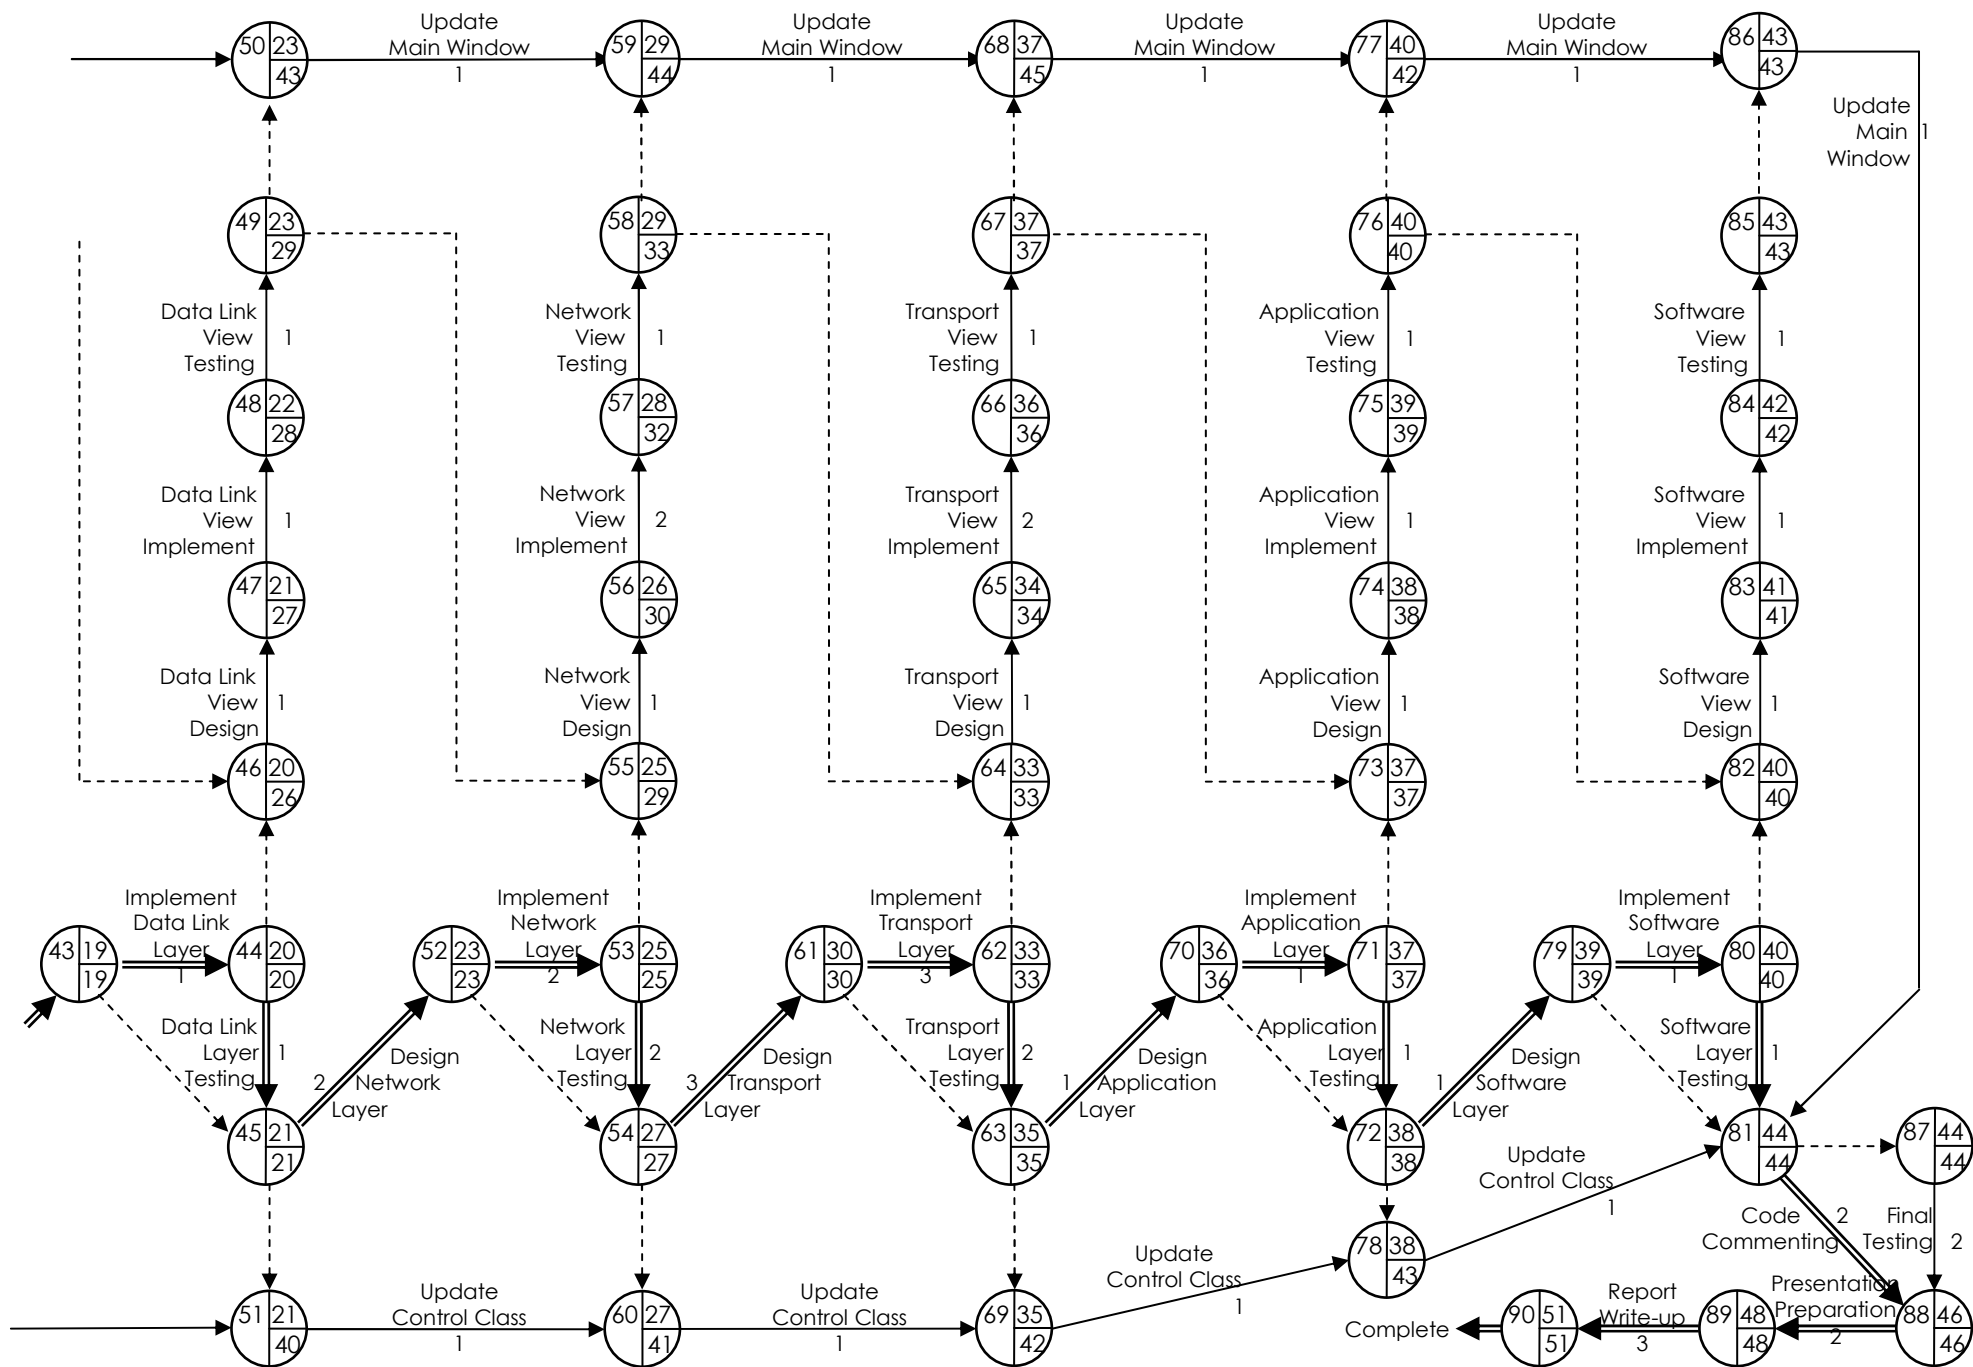 50 23
43
Update
Main Window
1
59 29
44
Update
Main Window
1
68 37
45
Update
Main Window
1
77 40
42
Update
Main Window
1
86 43
43
Update
Main 1
Window
49 23
29
58 29
33
67 37
37
76 40
40
85 43
43
Data Link
View 1
Testing
Network
View 1
Testing
Transport
View 1
Testing
Application
View 1
Testing
Software
View 1
Testing
48 22
28
57 28
32
66 36
36
75 39
39
84 42
42
Data Link
View 1
Implement
Network
View 2
Implement
Transport
View 2
Implement
Application
View 1
Implement
Software
View 1
Implement
47 21
27
56 26
30
65 34
34
74 38
38
83 41
41
Data Link
View 1
Design
Network
View 1
Design
Transport
View 1
Design
Application
View 1
Design
Software
View 1
Design
46 20
26
55 25
29
64 33
33
73 37
37
82 40
40
43 19
19
Implement
Data Link
Layer
1
44 20
20
52 23
23
Implement
Network
Layer
2
53 25
25
61 30
30
Implement
Transport
Layer
3
62 33
33
70 36
36
Implement
Application
Layer
1
71 37
37
79 39
39
Implement
Software
Layer
1
80 40
40
Data Link
Layer 1
Testing
Design
2 Network
Layer
Network
Layer 2
Testing
Design
3 Transport
Layer
Transport
Layer 2
Testing
Design
1 Application
Layer
Application
Layer 1
Testing
Design
1 Software
Layer
Software
Layer 1
Testing
45 21
21
54 27
27
63 35
35
72 38
38
81 44
44
87 44
44
Update
Control Class
1
Code 2
Commenting
Final
Testing 2
78 38
43
Update
Control Class
1
51 21
40
Update
Control Class
1
60 27
41
Update
Control Class
1
69 35
42
Complete
90 51
51
Report
Write-up
3
89 48
48
Presentation
Preparation
2
88 46
46